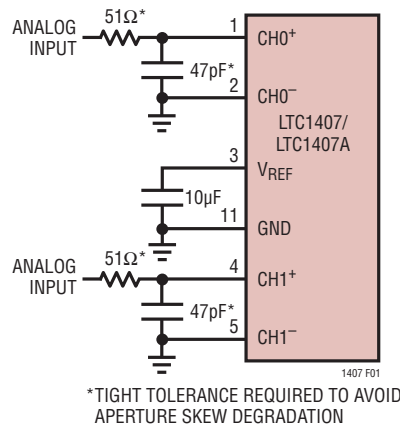 ANALOG
INPUT
51Ω*
47pF*
1
CH0+
2
CH0–
LTC1407/
LTC1407A
3
VREF
10µF
11
GND
ANALOG
INPUT
51Ω*
47pF*
4
CH1+
5
CH1–
1407 F01
*TIGHT TOLERANCE REQUIRED TO AVOID
APERTURE SKEW DEGRADATION